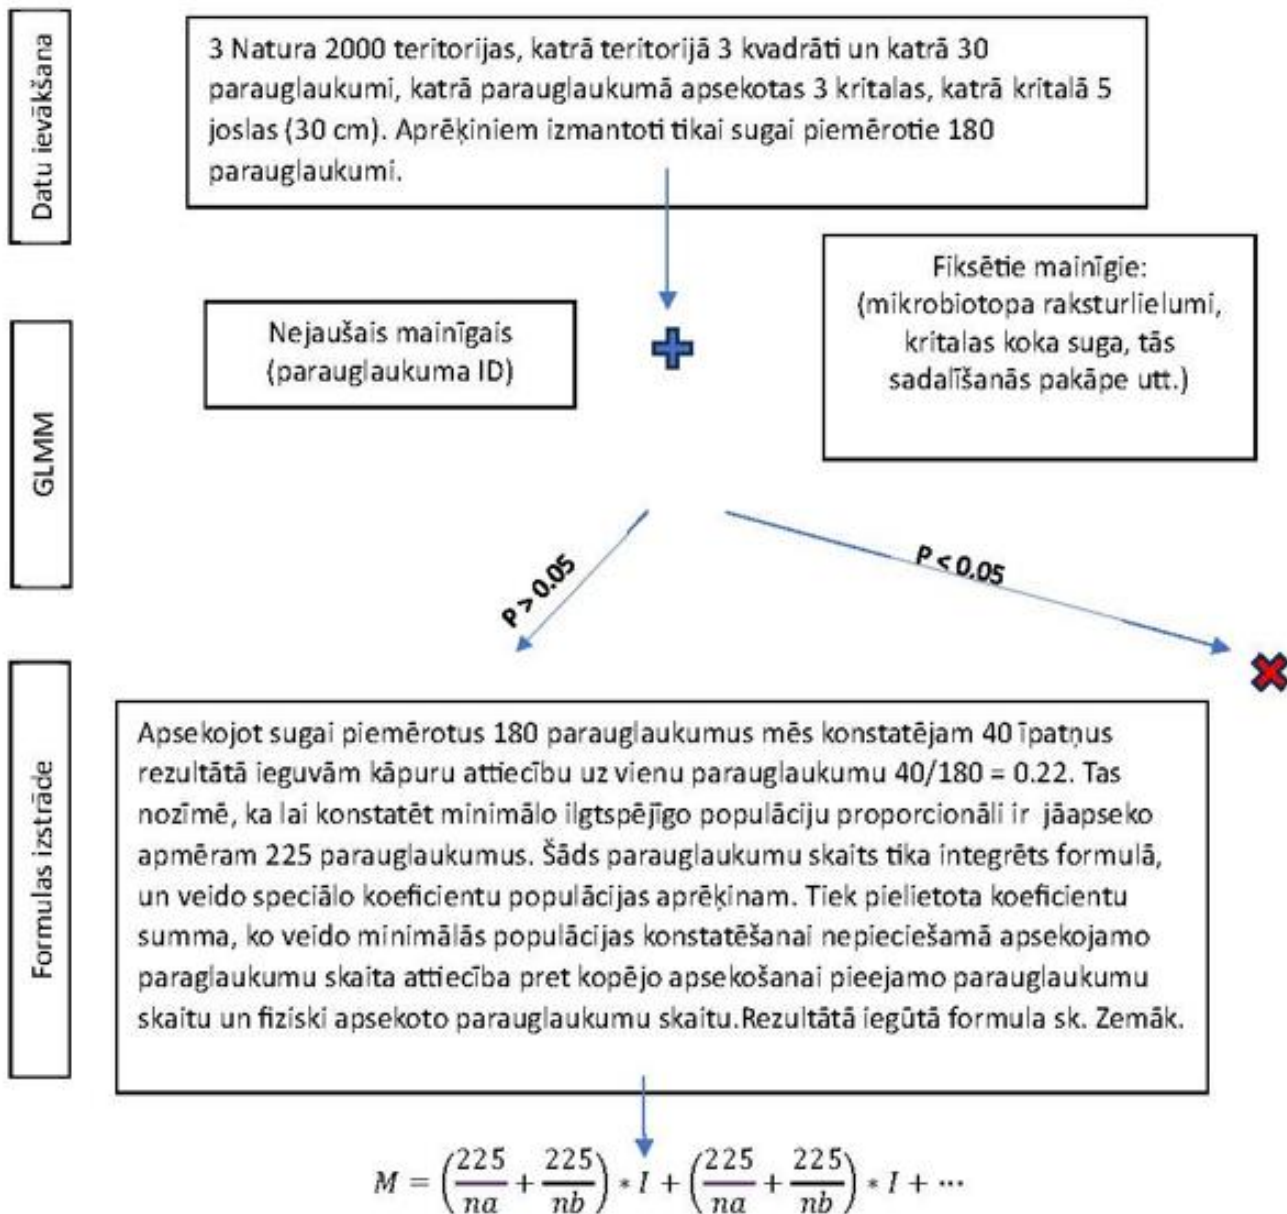 Datu ievākšana
3 Natura 2000 teritorijas, katrā teritorijā 3 kvadrāti un katrā 30
parauglaukumi, katrā parauglaukumā apsekotas 3 kritalas, katrā kritalā 5
joslas (30 cm). Aprēķiniem izmantoti tikai sugai piemērotie 180
parauglaukumi.
GLMM
Nejaušais mainīgais
(parauglaukuma ID)
Fiksētie mainīgie:
(mikrobiotopa raksturlielumi,
kritalas koka suga, tās
sadalīšanās pakāpe utt.)
P > 0.05
P < 0.05
Formulas izstrāde
Apsekojot sugai piemērotus 180 parauglaukumus mēs konstatējam 40 īpatņus
rezultātā ieguvām kāpuru attiecību uz vienu parauglaukumu 40/180 = 0.22. Tas
nozīmē, ka lai konstatēt minimālo ilgtspējīgo populāciju proporcionāli ir jāapseko
apmēram 225 parauglaukumus. Šāds parauglaukumu skaits tika integrēts formulā,
un veido speciālo koeficientu populācijas aprēķinam. Tiek pielietota koeficientu
summa, ko veido minimālās populācijas konstatēšanai nepieciešamā apsekojamo
paraglaukumu skaita attiecība pret kopējo apsekošanai pieejamo parauglaukumu
skaitu un fiziski apsekoto parauglaukumu skaitu.Rezultātā iegūtā formula sk. Zemāk.
M = (225/na + 225/nb) * I + (225/na + 225/nb) * I + ⋯